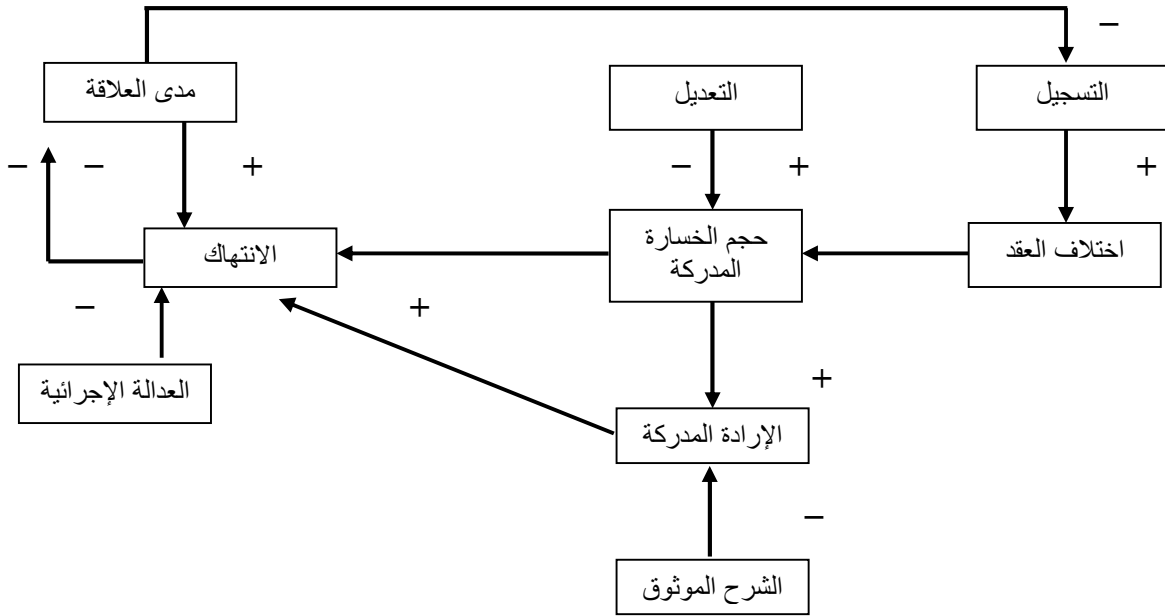 −
مدى العلاقة
التعديل
التسجيل
− − + − + +
الانتهاك
حجم الخسارة
المدركة
اختلاف العقد
− +
العدالة الإجرائية
+
الإرادة المدركة
−
الشرح الموثوق